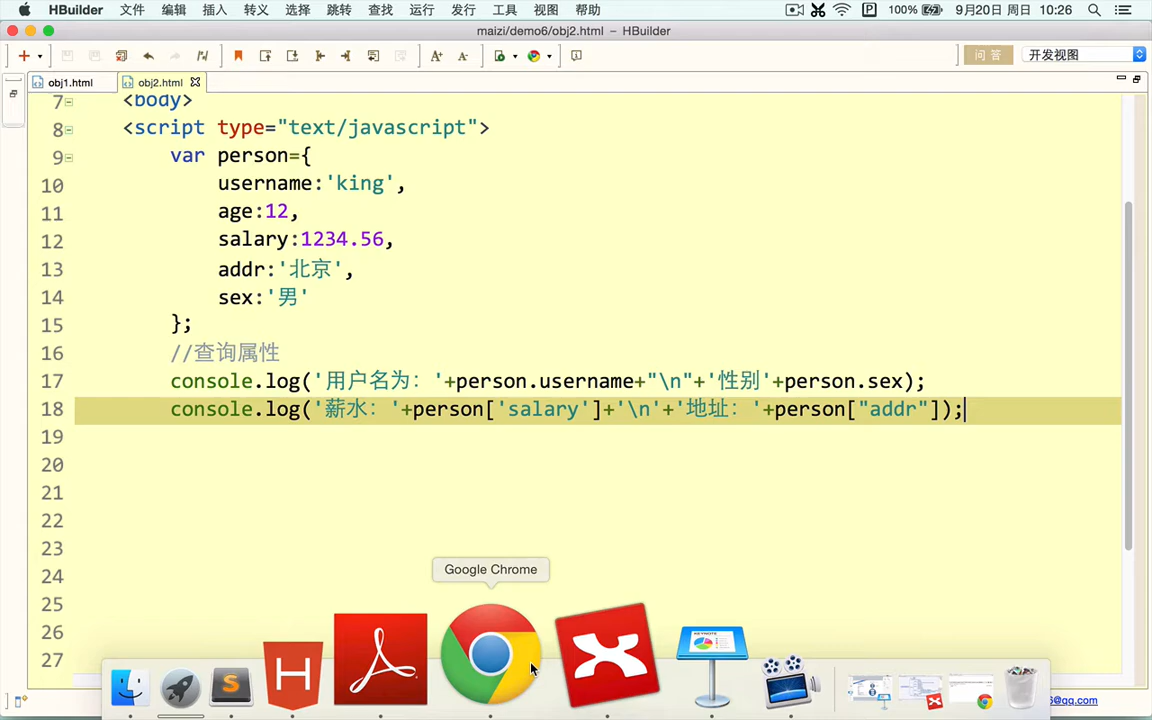 HBuilder 文件 编辑 插入 转义 选择 跳转 查找 运行 发行 工具 视图 帮助 P 100% 9月20日 周日 10:26
maizi/demo6/obj2.html – HBuilder
A+ A- 问 答 开发视图
obj1.html obj2.html
7 <body>
8 <script type="text/javascript">
9 var person={
10 username:'king',
11 age:12,
12 salary:1234.56,
13 addr:'北京',
14 sex:'男'
15 };
16 //查询属性
17 console.log('用户名为: '+person.username+"\n"+'性别'+person.sex);
18 console.log('薪水: '+person['salary']+'\n'+'地址: '+person["addr"]);
19
20
21
22
23
24
25
26
27
Google Chrome
H
S
KEYNOTE
6@qq.com